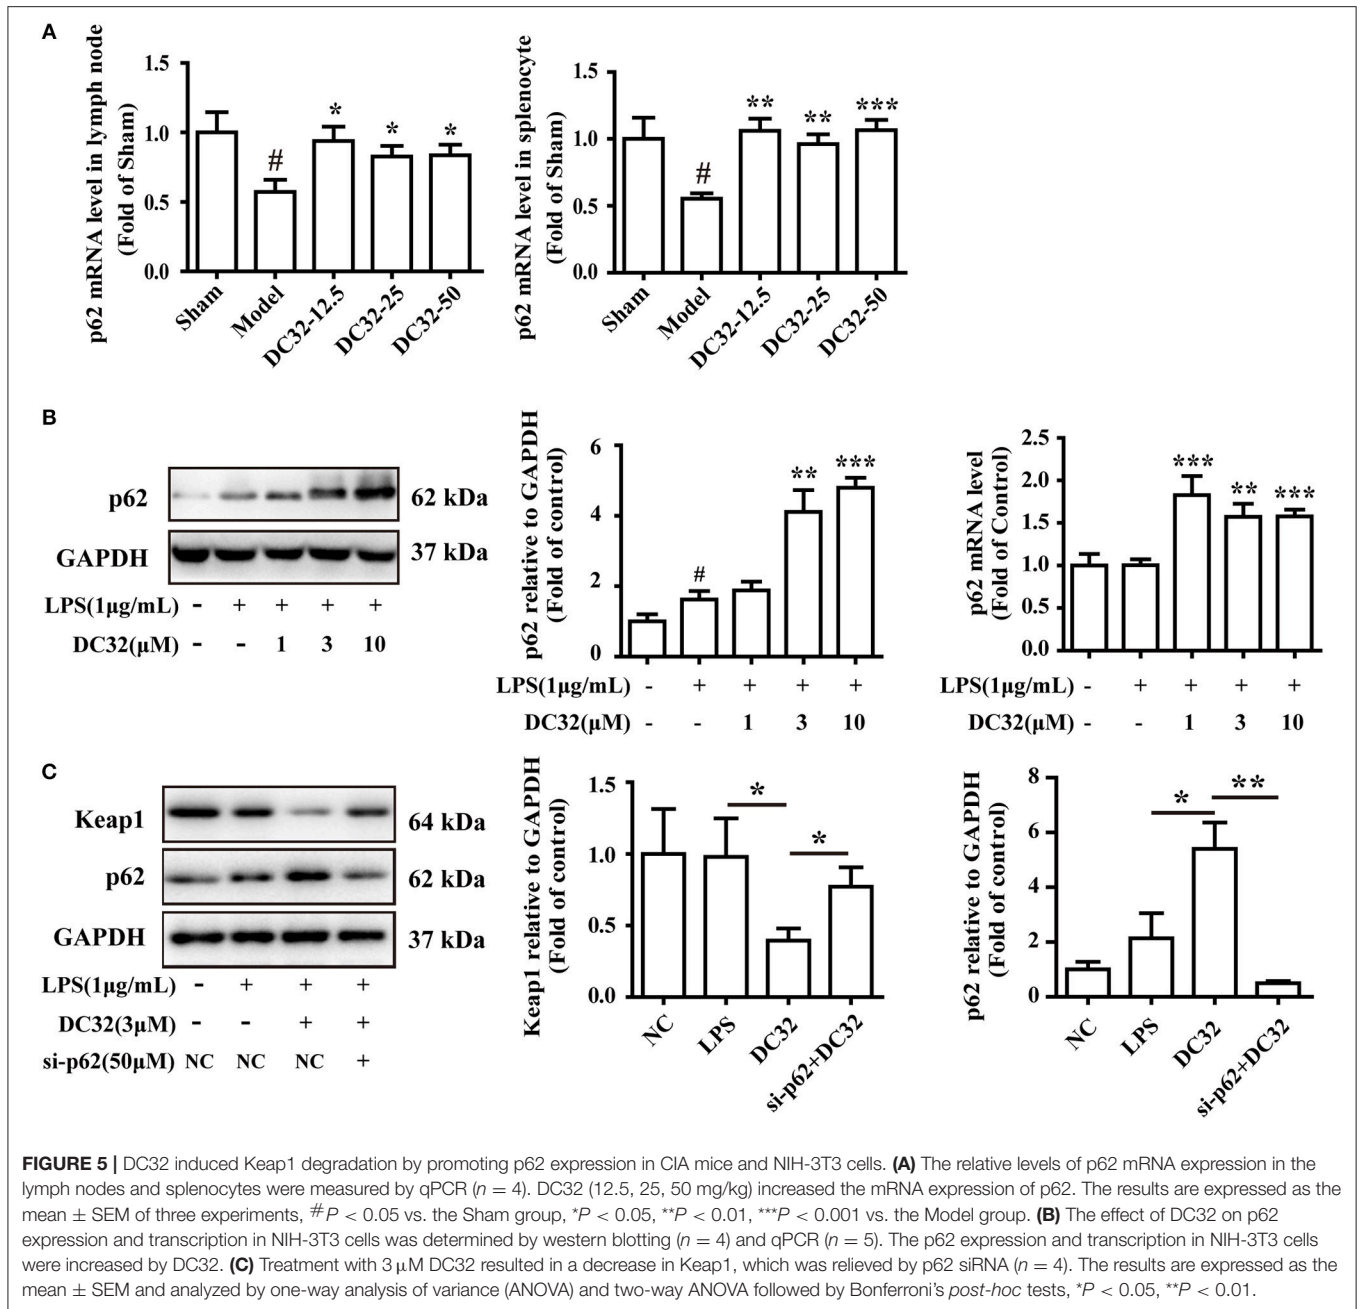 A
p62 mRNA level in lymph node
(Fold of Sham)
1.5
1.0
0.5
0.0
#
*
*
*
Sham
Model
DC32-12.5
DC32-25
DC32-50
p62 mRNA level in splenocyte
(Fold of Sham)
1.5
1.0
0.5
0.0
#
**
**
***
Sham
Model
DC32-12.5
DC32-25
DC32-50
B
p62
62 kDa
GAPDH
37 kDa
LPS(1μg/mL) - + + + +
DC32(μM) - - 1 3 10
p62 relative to GAPDH
(Fold of control)
6
4
2
0
#
**
***
LPS(1μg/mL) - + + + +
DC32(μM) - - 1 3 10
p62 mRNA level
(Fold of Control)
2.5
2.0
1.5
1.0
0.5
0.0
***
**
***
LPS(1μg/mL) - + + + +
DC32(μM) - - 1 3 10
C
Keap1
64 kDa
p62
62 kDa
GAPDH
37 kDa
LPS(1μg/mL) - + + +
DC32(3μM) - - + +
si-p62(50μM) NC NC NC +
Keap1 relative to GAPDH
(Fold of control)
1.5
1.0
0.5
0.0
*
*
NC
LPS
DC32
si-p62+DC32
p62 relative to GAPDH
(Fold of control)
8
6
4
2
0
*
**
NC
LPS
DC32
si-p62+DC32
FIGURE 5 | DC32 induced Keap1 degradation by promoting p62 expression in CIA mice and NIH-3T3 cells. (A) The relative levels of p62 mRNA expression in the
lymph nodes and splenocytes were measured by qPCR (n = 4). DC32 (12.5, 25, 50 mg/kg) increased the mRNA expression of p62. The results are expressed as the
mean ± SEM of three experiments, #P < 0.05 vs. the Sham group, *P < 0.05, **P < 0.01, ***P < 0.001 vs. the Model group. (B) The effect of DC32 on p62
expression and transcription in NIH-3T3 cells was determined by western blotting (n = 4) and qPCR (n = 5). The p62 expression and transcription in NIH-3T3 cells
were increased by DC32. (C) Treatment with 3 μM DC32 resulted in a decrease in Keap1, which was relieved by p62 siRNA (n = 4). The results are expressed as the
mean ± SEM and analyzed by one-way analysis of variance (ANOVA) and two-way ANOVA followed by Bonferroni's post-hoc tests, *P < 0.05, **P < 0.01.